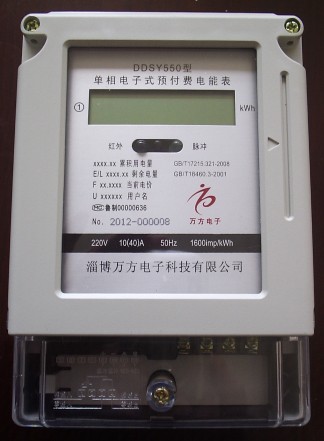 DDSY550型
单相电子式预付费电能表
① kWh
红外 脉冲
xxxx.xx 累积用电量 GB/T17215.321-2008
E/L xxxx.xx 剩余电量 GB/T18460.3-2001
F xx.xxxx 当前电价
U xxxxxx 用户名
鲁制00000636
No. 2012-000008 万方电子
220V 10(40)A 50Hz 1600imp/kWh
淄博万方电子科技有限公司